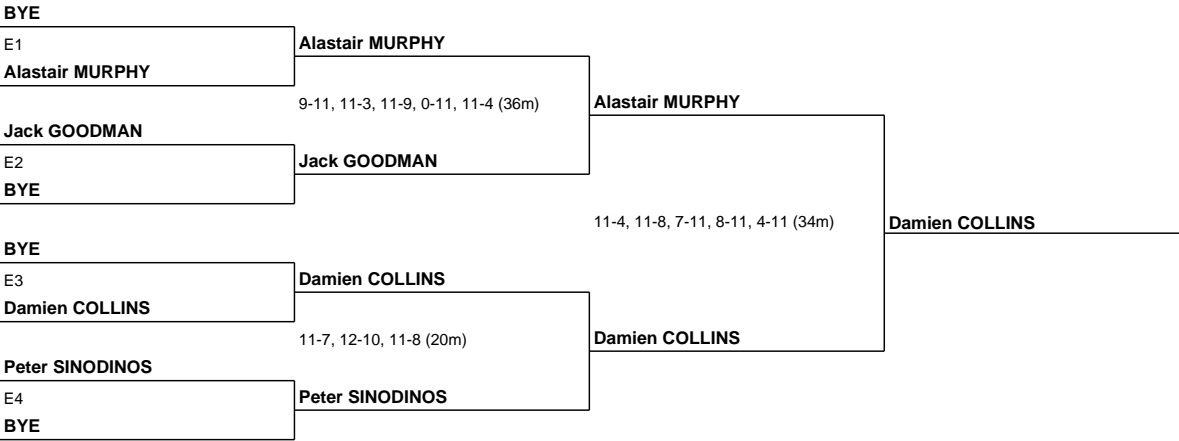 BYE
E1
Alastair MURPHY
Alastair MURPHY
9-11, 11-3, 11-9, 0-11, 11-4 (36m)
Alastair MURPHY
Jack GOODMAN
E2
Jack GOODMAN
BYE
11-4, 11-8, 7-11, 8-11, 4-11 (34m)
Damien COLLINS
BYE
E3
Damien COLLINS
Damien COLLINS
11-7, 12-10, 11-8 (20m)
Damien COLLINS
Peter SINODINOS
E4
Peter SINODINOS
BYE